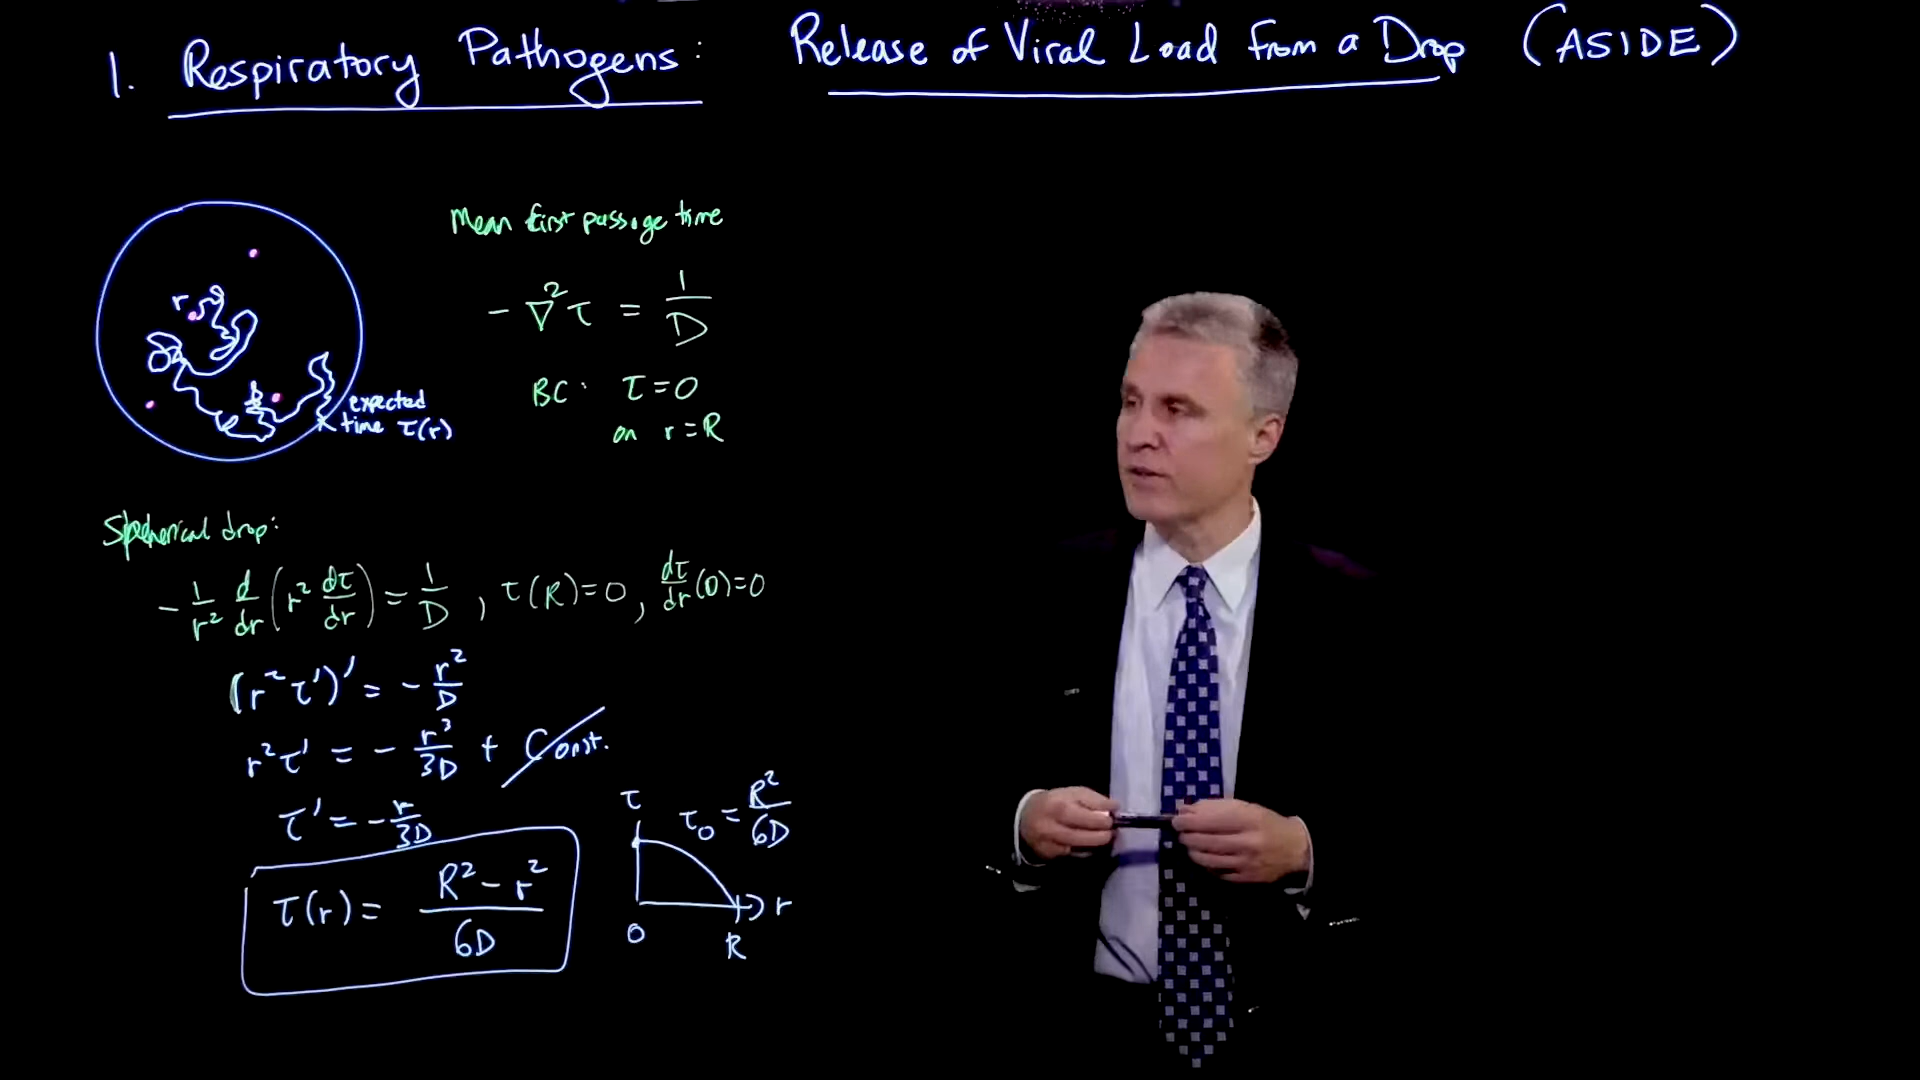 1. Respiratory Pathogens: Release of Viral Load from a Drop (ASIDE)
Mean first passage time
r
- ∇²τ = 1/D
BC: τ = 0
on r = R
expected
time τ(r)
Spherical drop:
- 1/r² d/dr (r² dτ/dr) = 1/D , τ(R)=0, dτ/dr (0)=0
(r² τ')' = - r²/D
r² τ' = - r³/3D + Const.
τ' = - r/3D
τ(r) = R² - r² / 6D
τ
τ₀ = R²/6D
r
0
R